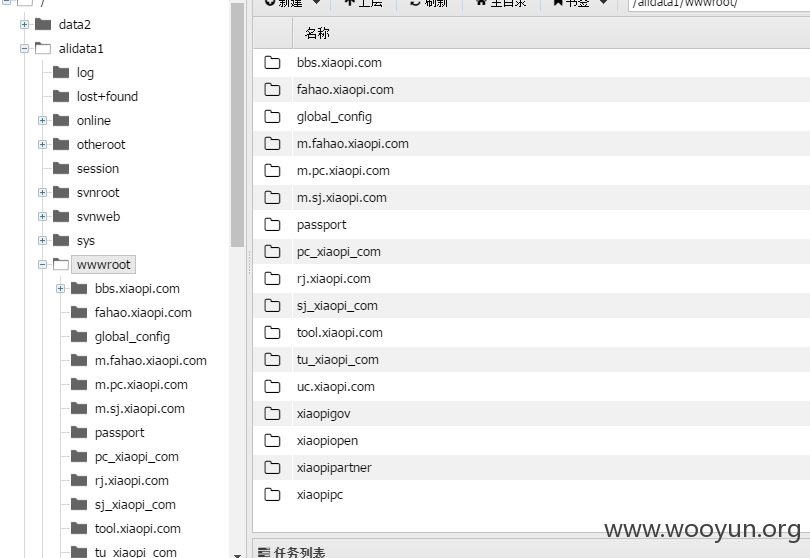 /
data2
alidata1
log
lost+found
online
otheroot
session
svnroot
svnweb
sys
wwwroot
bbs.xiaopi.com
fahao.xiaopi.com
global_config
m.fahao.xiaopi.com
m.pc.xiaopi.com
m.sj.xiaopi.com
passport
pc_xiaopi_com
rj.xiaopi.com
sj_xiaopi_com
tool.xiaopi.com
tu_xiaopi_com
新建 上层 刷新 主目录 书签 /alidata1/wwwroot/
名称
bbs.xiaopi.com
fahao.xiaopi.com
global_config
m.fahao.xiaopi.com
m.pc.xiaopi.com
m.sj.xiaopi.com
passport
pc_xiaopi_com
rj.xiaopi.com
sj_xiaopi_com
tool.xiaopi.com
tu_xiaopi_com
uc.xiaopi.com
xiaopigov
xiaopiopen
xiaopipartner
xiaopipc
www.wooyun.org
任务列表